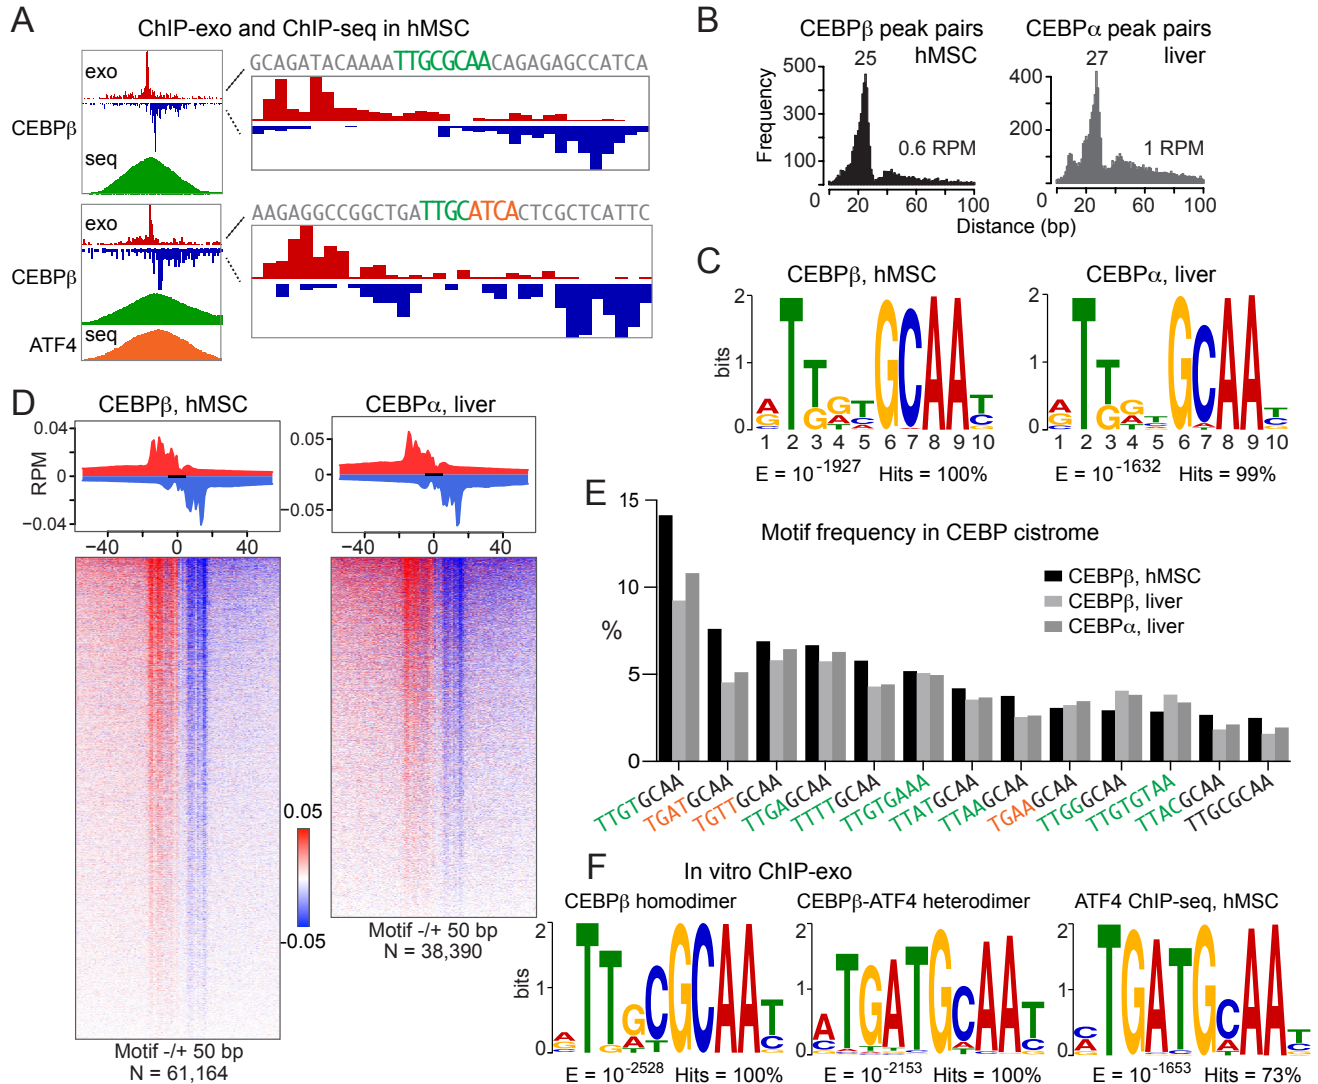 A
ChIP-exo and ChIP-seq in hMSC
exo
CEBPβ
seq
GCAGATACAAAATTGCGCAACAGAGAGCCATCA
exo
CEBPβ
seq
ATF4
AAGAGGCCGGCTGATTGCATCACTCGCTCATTC
B
CEBPβ peak pairs
hMSC
25
500
300
100
Frequency
0.6 RPM
0 20 60 100
CEBPα peak pairs
liver
27
400
200
1 RPM
0 20 60 100
Distance (bp)
C
CEBPβ, hMSC
2
1
0
bits
1 2 3 4 5 6 7 8 9 10
E = 10-1927 Hits = 100%
CEBPα, liver
2
1
0
1 2 3 4 5 6 7 8 9 10
E = 10-1632 Hits = 99%
D
CEBPβ, hMSC
0.04
0
−0.04
RPM
−40 0 40
Motif -/+ 50 bp
N = 61,164
CEBPα, liver
0.05
0
−0.05
−40 0 40
Motif -/+ 50 bp
N = 38,390
0.05
-0.05
E
Motif frequency in CEBP cistrome
15
10
5
0
%
CEBPβ, hMSC
CEBPβ, liver
CEBPα, liver
TTGTGCAA
TGATGCAA
TGTTGCAA
TTGAGCAA
TTTTGCAA
TTGTGAAA
TTATGCAA
TTAAGCAA
TGAAGCAA
TTGGGCAA
TTGTGTAA
TTACGCAA
TTGCGCAA
F
In vitro ChIP-exo
CEBPβ homodimer
2
1
0
bits
E = 10-2528 Hits = 100%
CEBPβ-ATF4 heterodimer
2
1
0
E = 10-2153 Hits = 100%
ATF4 ChIP-seq, hMSC
2
1
0
E = 10-1653 Hits = 73%